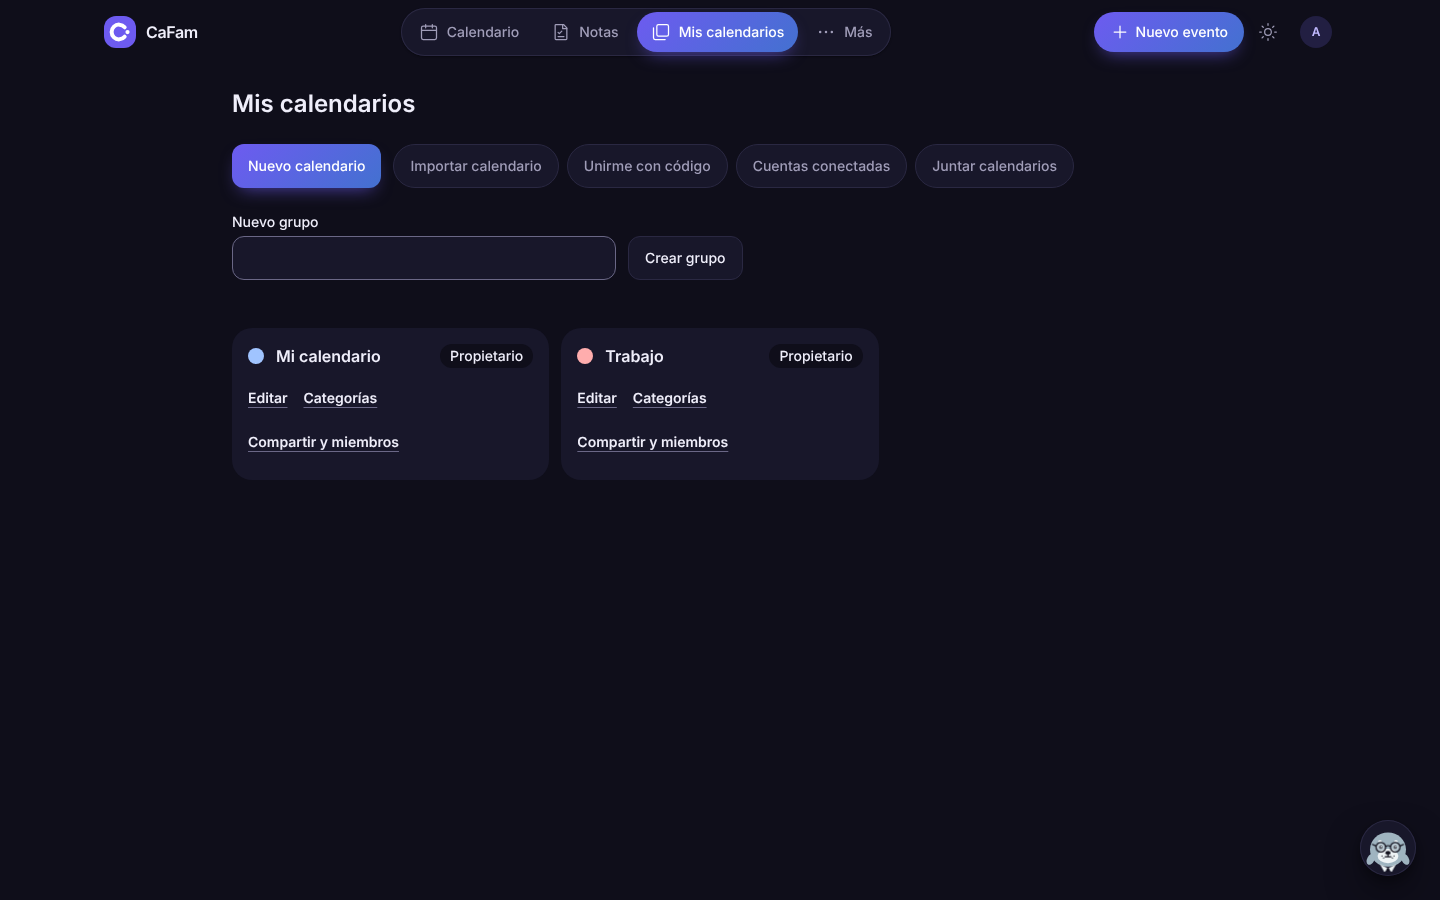 CaFam
Calendario
Notas
Mis calendarios
Más
Nuevo evento
A
Mis calendarios
Nuevo calendario
Importar calendario
Unirme con código
Cuentas conectadas
Juntar calendarios
Nuevo grupo
Crear grupo
Mi calendario
Propietario
Editar
Categorías
Compartir y miembros
Trabajo
Propietario
Editar
Categorías
Compartir y miembros